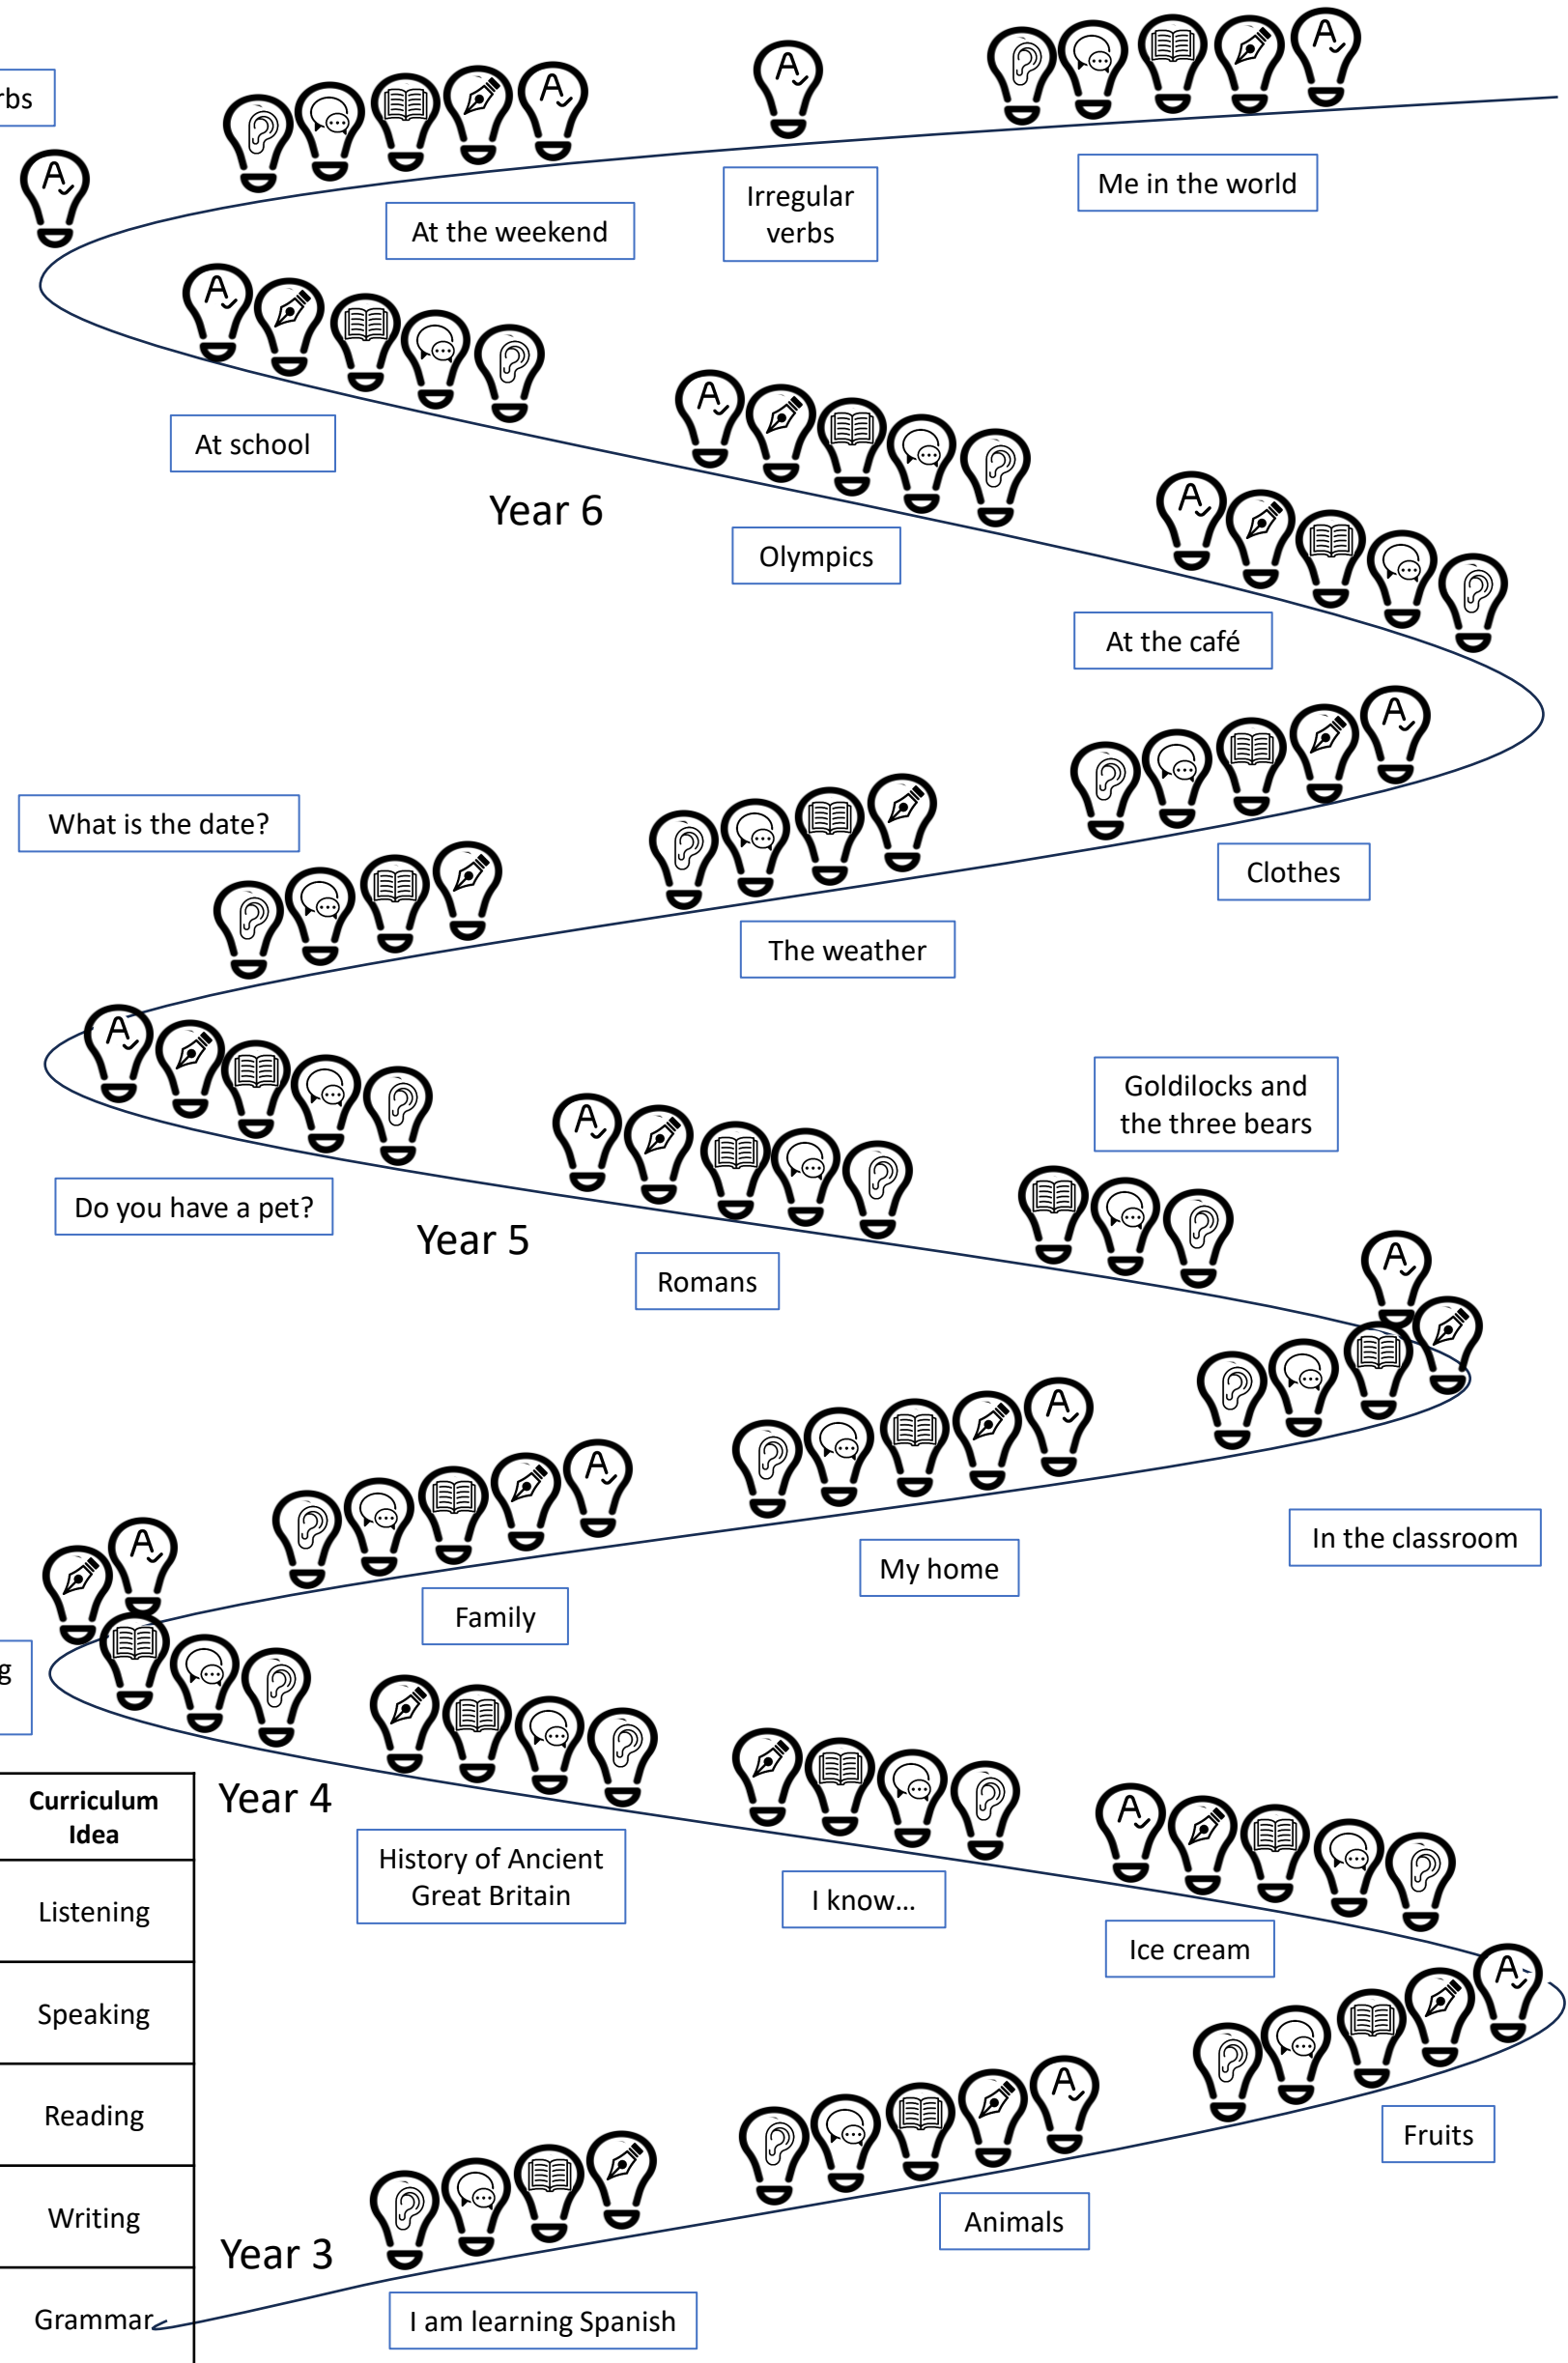 rbs
Irregular
verbs
Me in the world
At the weekend
At school
Year 6
Olympics
At the café
What is the date?
Clothes
The weather
Goldilocks and
the three bears
Do you have a pet?
Year 5
Romans
In the classroom
My home
Family
g
Year 4
Curriculum
Idea
History of Ancient
Great Britain
I know...
Ice cream
Listening
Speaking
Reading
Fruits
Writing
Animals
Year 3
Grammar
I am learning Spanish